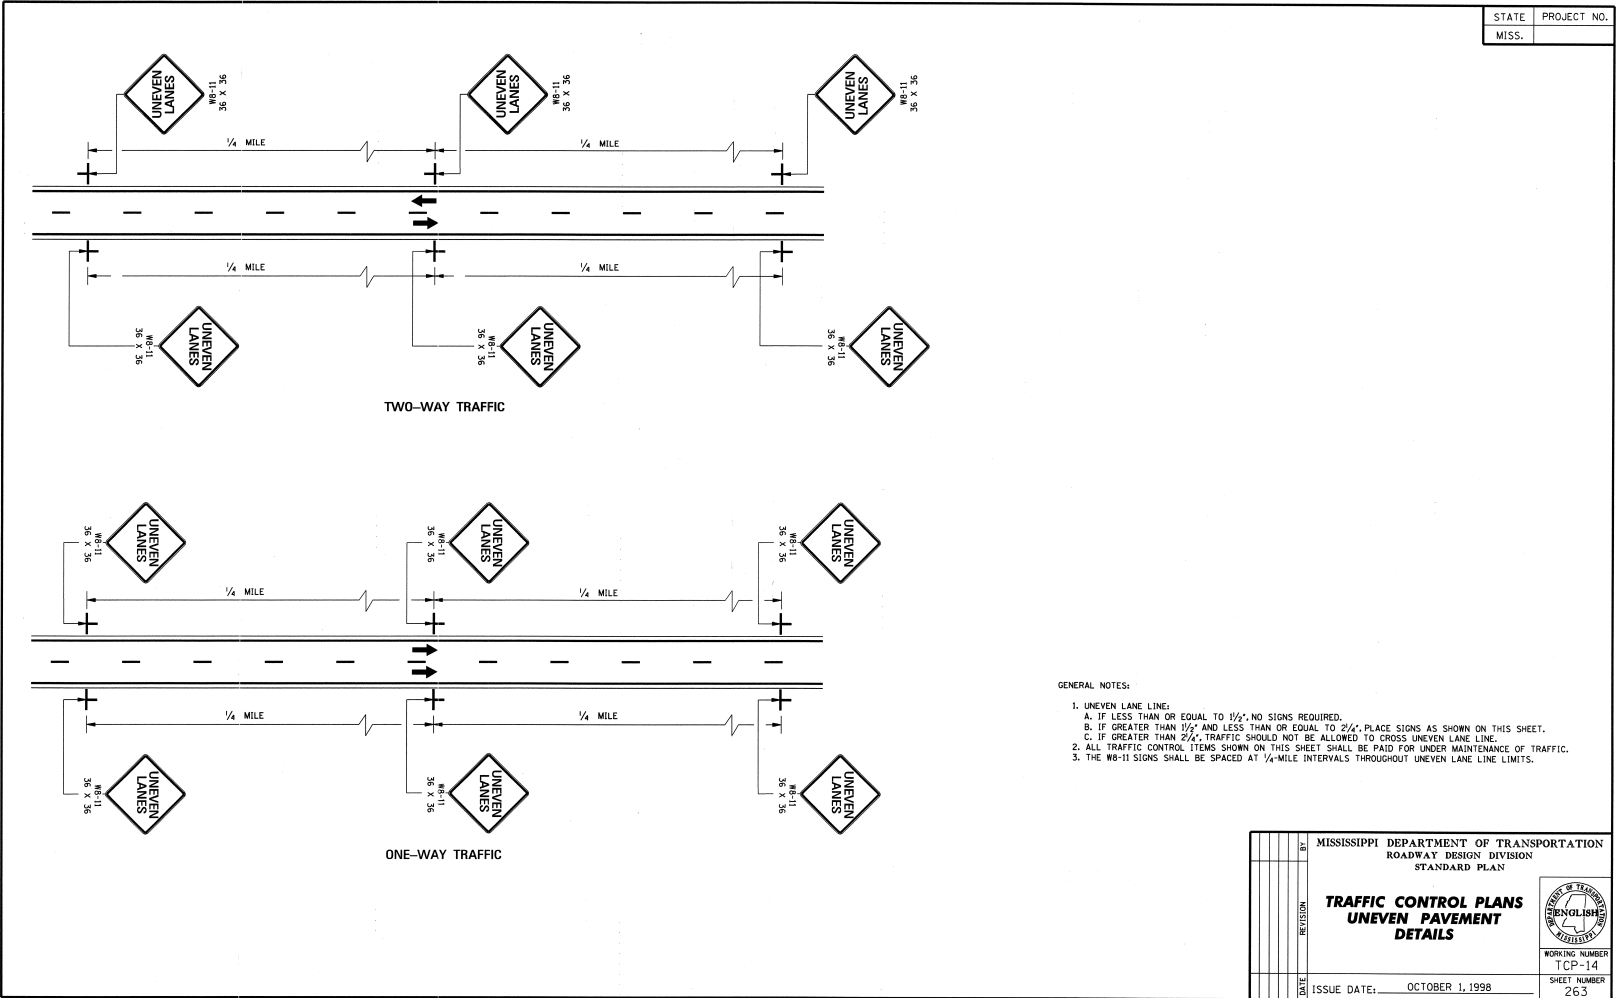 STATE PROJECT NO.
MISS.
UNEVEN
LANES
W8-11
36 X 36
UNEVEN
LANES
W8-11
36 X 36
UNEVEN
LANES
W8-11
36 X 36
¼ MILE
¼ MILE
¼ MILE
¼ MILE
W8-11
36 X 36
UNEVEN
LANES
W8-11
36 X 36
UNEVEN
LANES
W8-11
36 X 36
UNEVEN
LANES
TWO–WAY TRAFFIC
W8-11
36 X 36
UNEVEN
LANES
W8-11
36 X 36
UNEVEN
LANES
W8-11
36 X 36
UNEVEN
LANES
¼ MILE
¼ MILE
¼ MILE
¼ MILE
W8-11
36 X 36
UNEVEN
LANES
W8-11
36 X 36
UNEVEN
LANES
W8-11
36 X 36
UNEVEN
LANES
ONE–WAY TRAFFIC
GENERAL NOTES:
1. UNEVEN LANE LINE:
A. IF LESS THAN OR EQUAL TO 1½", NO SIGNS REQUIRED.
B. IF GREATER THAN 1½" AND LESS THAN OR EQUAL TO 2¼", PLACE SIGNS AS SHOWN ON THIS SHEET.
C. IF GREATER THAN 2¼", TRAFFIC SHOULD NOT BE ALLOWED TO CROSS UNEVEN LANE LINE.
2. ALL TRAFFIC CONTROL ITEMS SHOWN ON THIS SHEET SHALL BE PAID FOR UNDER MAINTENANCE OF TRAFFIC.
3. THE W8-11 SIGNS SHALL BE SPACED AT ¼-MILE INTERVALS THROUGHOUT UNEVEN LANE LINE LIMITS.
BY
REVISION
DATE
MISSISSIPPI DEPARTMENT OF TRANSPORTATION
ROADWAY DESIGN DIVISION
STANDARD PLAN
TRAFFIC CONTROL PLANS
UNEVEN PAVEMENT
DETAILS
DEPARTMENT OF TRANSPORTATION
ENGLISH
MISSISSIPPI
WORKING NUMBER
TCP-14
ISSUE DATE: OCTOBER 1, 1998
SHEET NUMBER
263